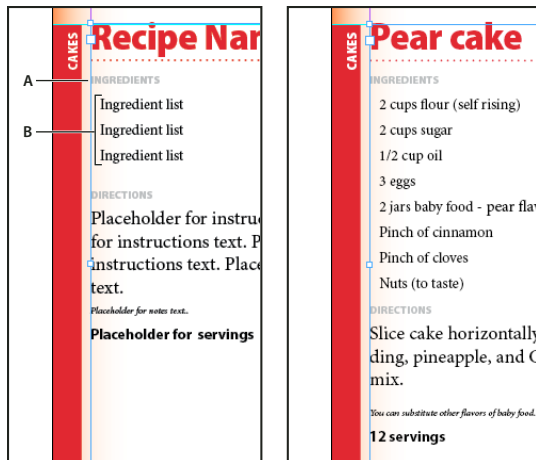 CAKES
Recipe Nar
A
INGREDIENTS
B
Ingredient list
Ingredient list
Ingredient list
DIRECTIONS
Placeholder for instru
for instructions text. P
instructions text. Place
text.
Placeholder for notes text..
Placeholder for servings
CAKES
Pear cake
INGREDIENTS
2 cups flour (self rising)
2 cups sugar
1/2 cup oil
3 eggs
2 jars baby food - pear flav
Pinch of cinnamon
Pinch of cloves
Nuts (to taste)
DIRECTIONS
Slice cake horizontally
ding, pineapple, and C
mix.
You can substitute other flavors of baby food.
12 servings